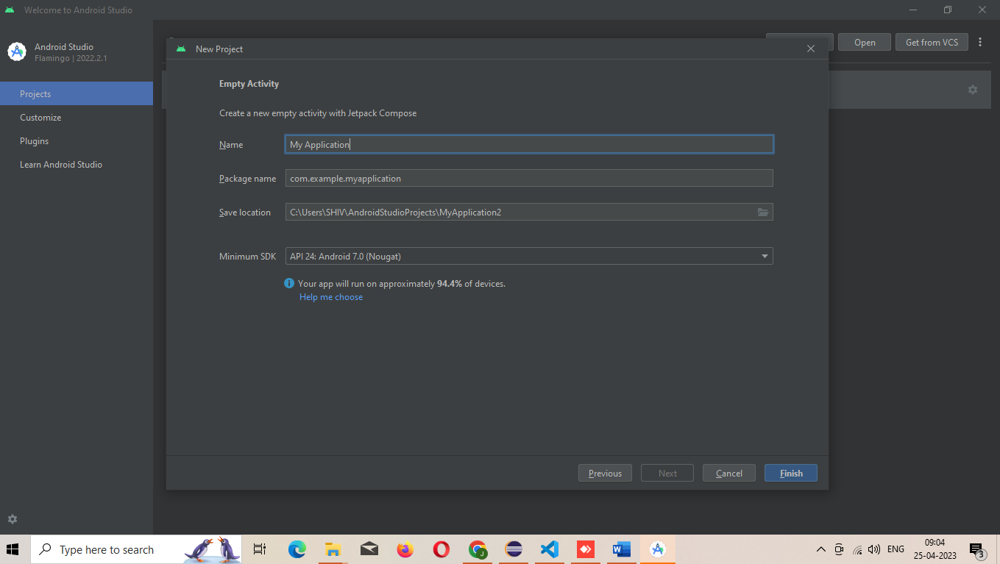 Welcome to Android Studio
Android Studio
Flamingo | 2022.2.1
Open
Get from VCS
Projects
Customize
Plugins
Learn Android Studio
New Project
Empty Activity
Create a new empty activity with Jetpack Compose
Name
My Application
Package name
com.example.myapplication
Save location
C:\Users\SHIV\AndroidStudioProjects\MyApplication2
Minimum SDK
API 24: Android 7.0 (Nougat)
Your app will run on approximately 94.4% of devices.
Help me choose
Previous
Next
Cancel
Finish
Type here to search
J
W
ENG
09:04
25-04-2023
3